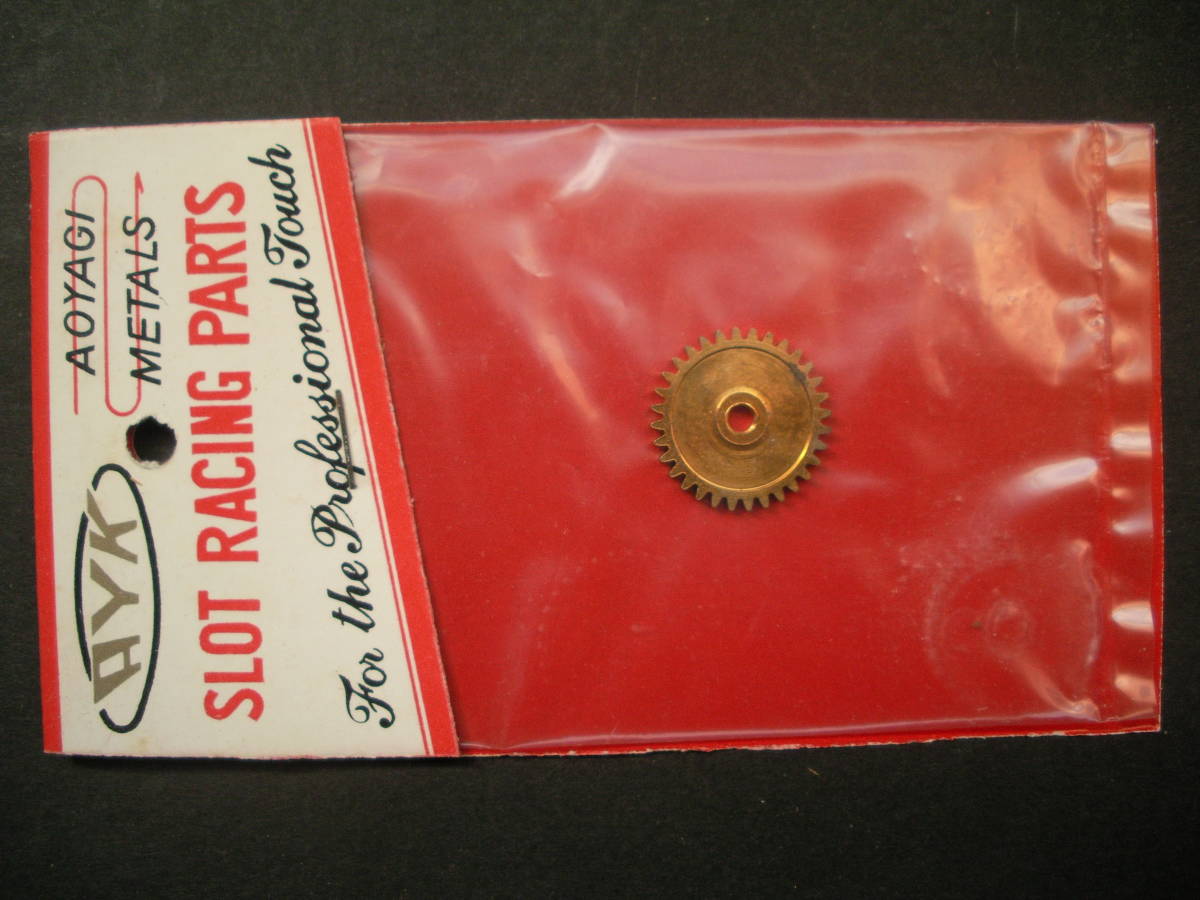 AYK
AOYAGI
METALS
SLOT RACING PARTS
For the Professional Touch